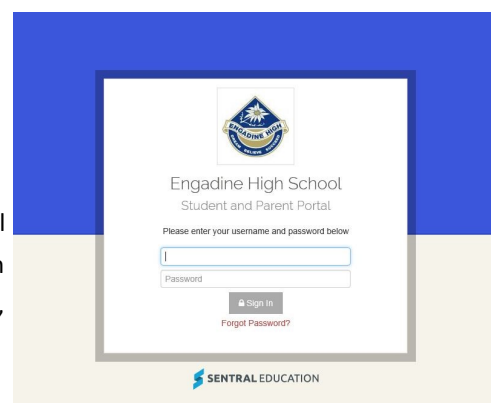 ENGADINE HIGH
BELIEVE
Engadine High School
Student and Parent Portal
Please enter your username and password below
Password
Sign In
Forgot Password?
SENTRAL EDUCATION
l
n
,